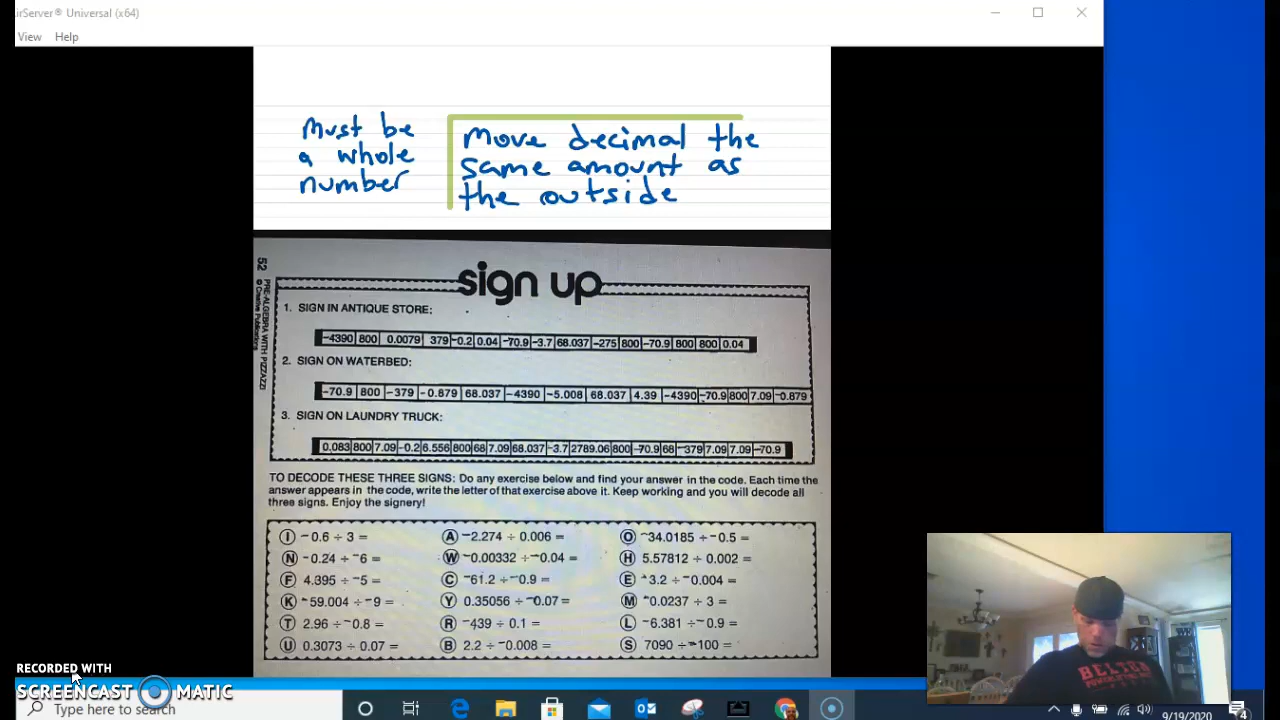 irServer® Universal (x64)
View Help
Must be
a whole
number
Move decimal the
same amount as
the outside
52
PRE-ALGEBRA WITH PIZZAZZ!
© Creative Publications
sign up
1. SIGN IN ANTIQUE STORE:
-4390 800 0.0079 379 -0.2 0.04 -70.9 -3.7 68.037 -275 800 -70.9 800 800 0.04
2. SIGN ON WATERBED:
-70.9 800 -379 -0.879 68.037 -4390 -5.008 68.037 4.39 -4390 -70.9 800 7.09 -0.879
3. SIGN ON LAUNDRY TRUCK:
0.083 800 7.09 -0.2 6.556 800 68 7.09 68.037 -3.7 2789.06 800 -70.9 68 -379 7.09 7.09 -70.9
TO DECODE THESE THREE SIGNS: Do any exercise below and find your answer in the code. Each time the
answer appears in the code, write the letter of that exercise above it. Keep working and you will decode all
three signs. Enjoy the signery!
I -0.6 ÷ 3 =
N -0.24 ÷ -6 =
F 4.395 ÷ -5 =
K -59.004 ÷ -9 =
T 2.96 ÷ -0.8 =
U 0.3073 ÷ 0.07 =
A -2.274 ÷ 0.006 =
W -0.00332 ÷ -0.04 =
C -61.2 ÷ -0.9 =
Y 0.35056 ÷ -0.07 =
R -439 ÷ 0.1 =
B 2.2 ÷ -0.008 =
O -34.0185 ÷ -0.5 =
H 5.57812 ÷ 0.002 =
E -3.2 ÷ -0.004 =
M -0.0237 ÷ 3 =
L -6.381 ÷ -0.9 =
S 7090 ÷ -100 =
BELTON
RECORDED WITH
SCREENCAST MATIC
Type here to search
9/19/2020
4